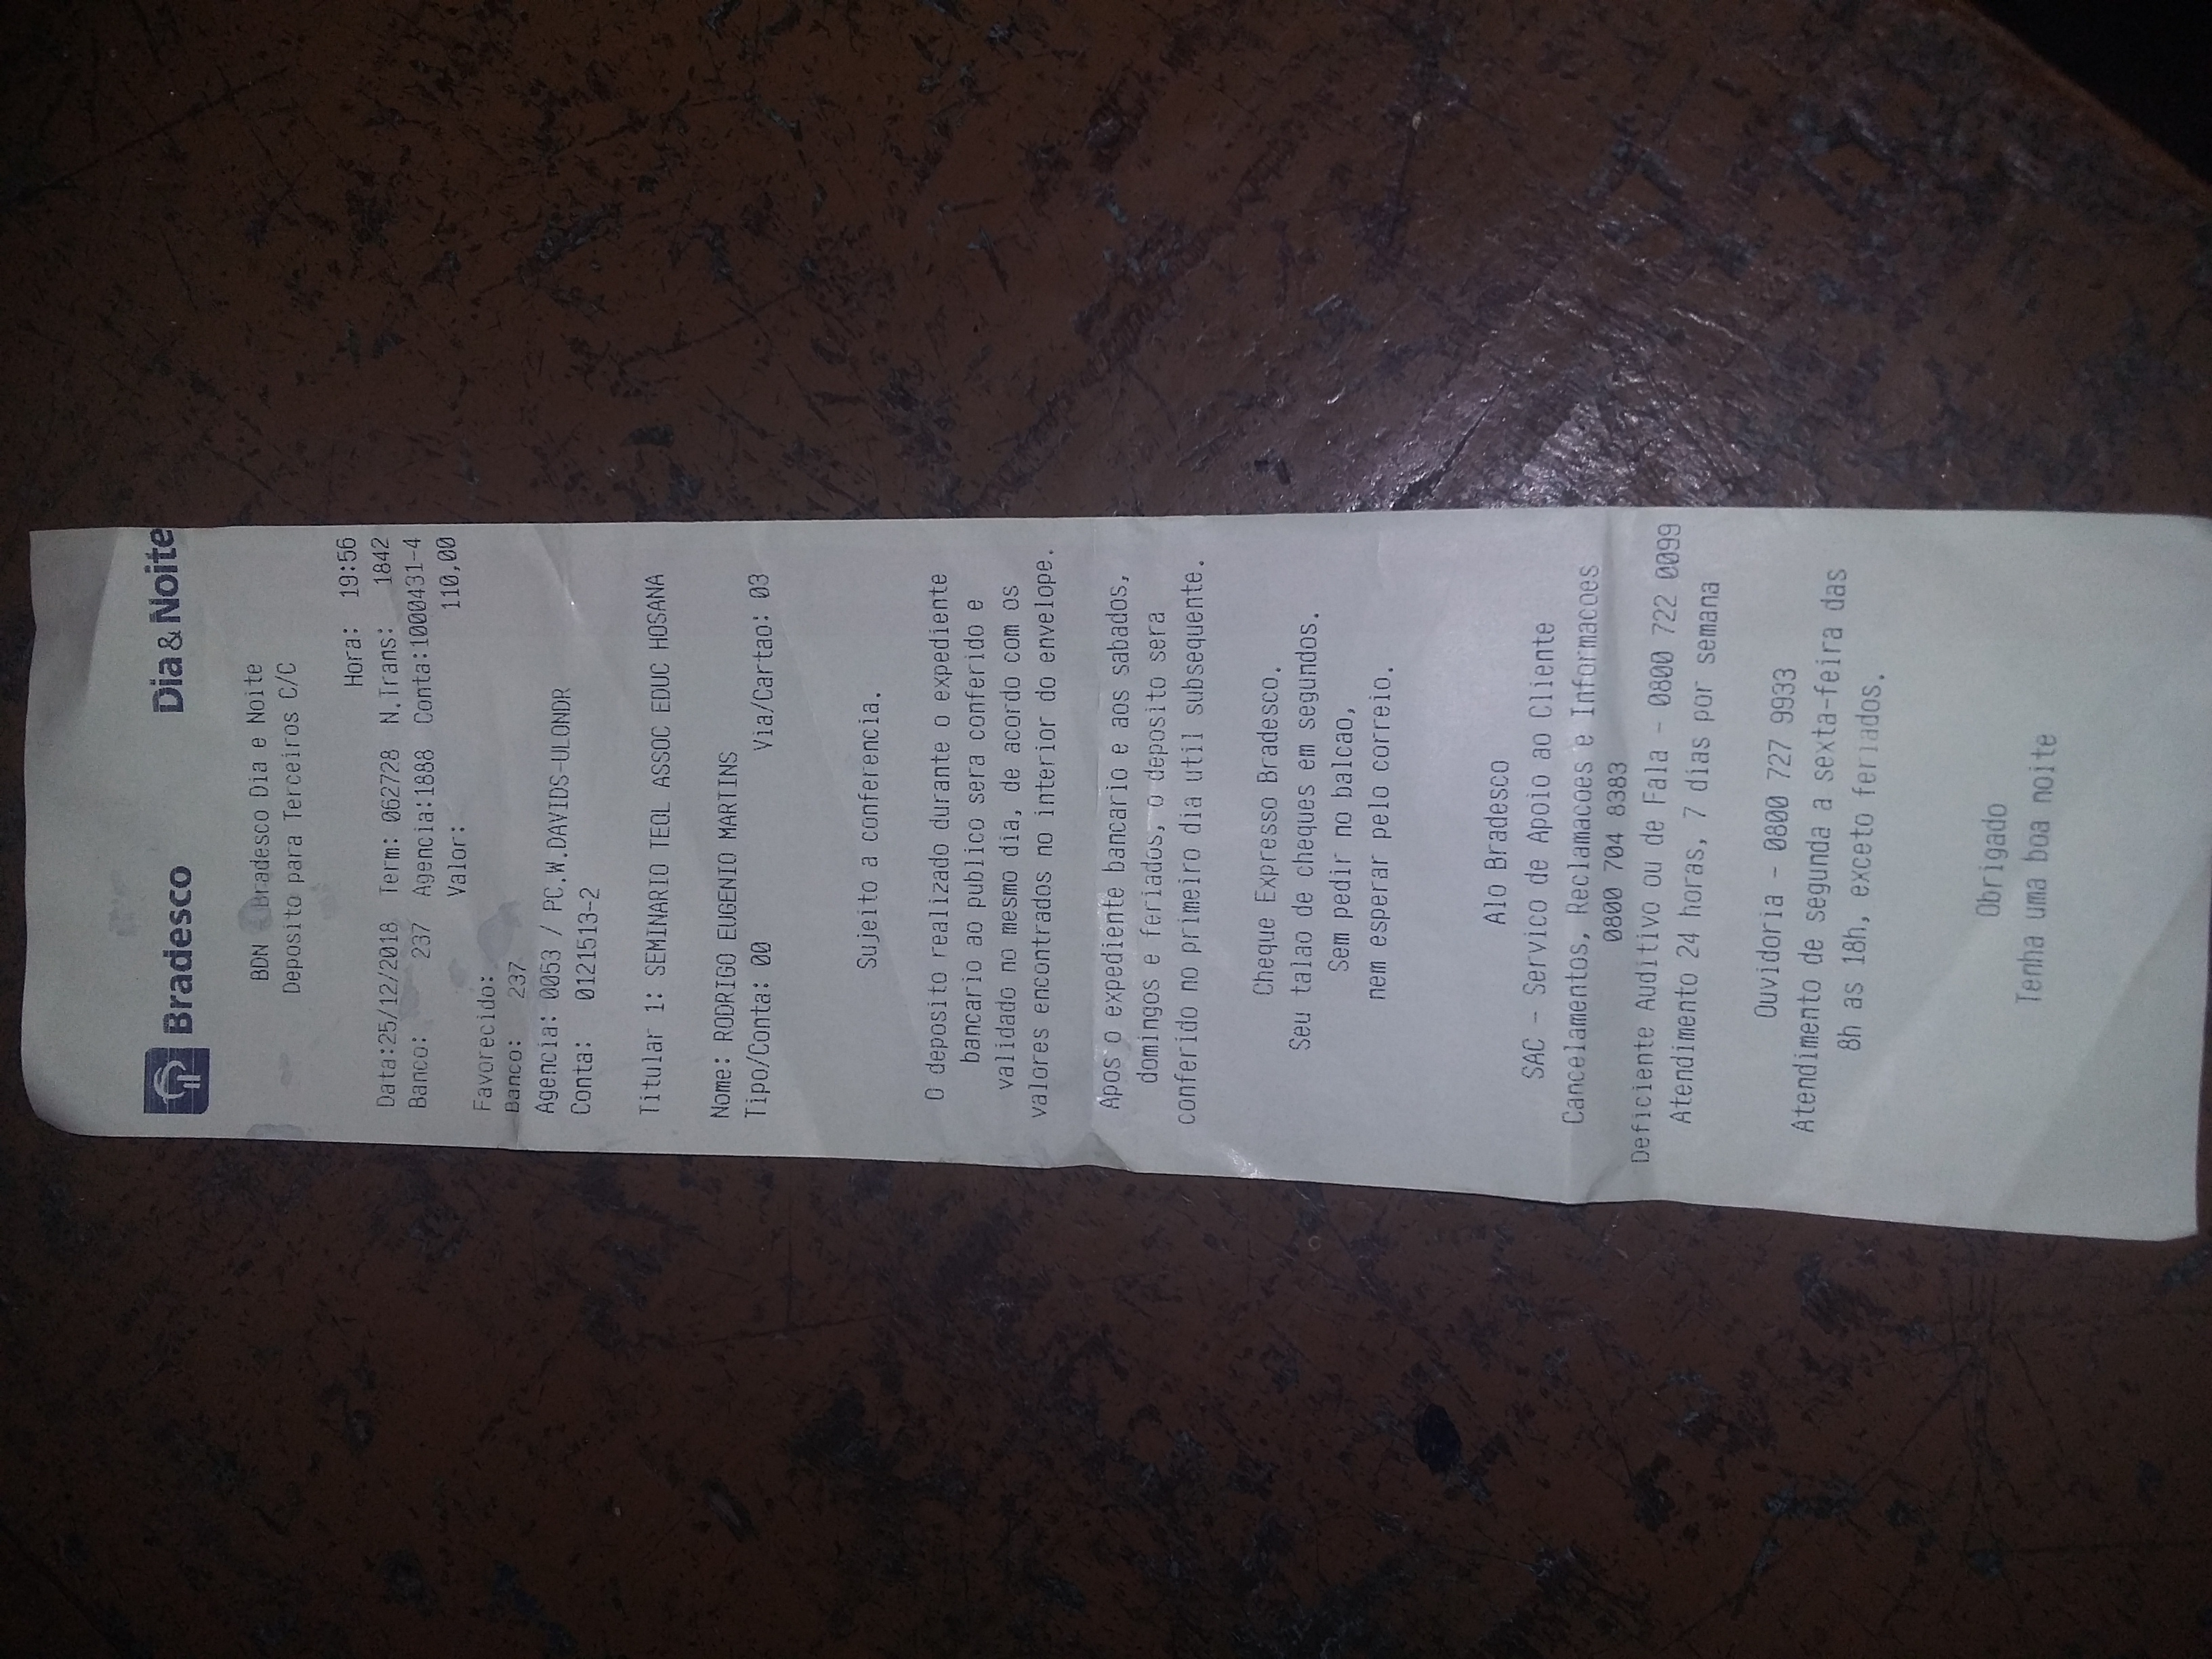 Bradesco Dia & Noite
BDN - Bradesco Dia e Noite
Deposito para Terceiros C/C
Hora: 19:56
Data:25/12/2018 Term: 062728 N.Trans: 1842
Banco: 237 Agencia:1888 Conta:1000431-4
Valor: 110,00
Favorecido:
Banco: 237
Agencia: 0053 / PC.W.DAVIDS-ULONDR
Conta: 0121513-2
Titular 1: SEMINARIO TEOL ASSOC EDUC HOSANA
Nome: RODRIGO EUGENIO MARTINS
Tipo/Conta: 00 Via/Cartao: 03
Sujeito a conferencia.
O deposito realizado durante o expediente
bancario ao publico sera conferido e
validado no mesmo dia, de acordo com os
valores encontrados no interior do envelope.
Apos o expediente bancario e aos sabados,
domingos e feriados, o deposito sera
conferido no primeiro dia util subsequente.
Cheque Expresso Bradesco.
Seu talao de cheques em segundos.
Sem pedir no balcao,
nem esperar pelo correio.
Alo Bradesco
SAC - Servico de Apoio ao Cliente
Cancelamentos, Reclamacoes e Informacoes
0800 704 8383
Deficiente Auditivo ou de Fala - 0800 722 0099
Atendimento 24 horas, 7 dias por semana
Ouvidoria - 0800 727 9933
Atendimento de segunda a sexta-feira das
8h as 18h, exceto feriados.
Obrigado
Tenha uma boa noite